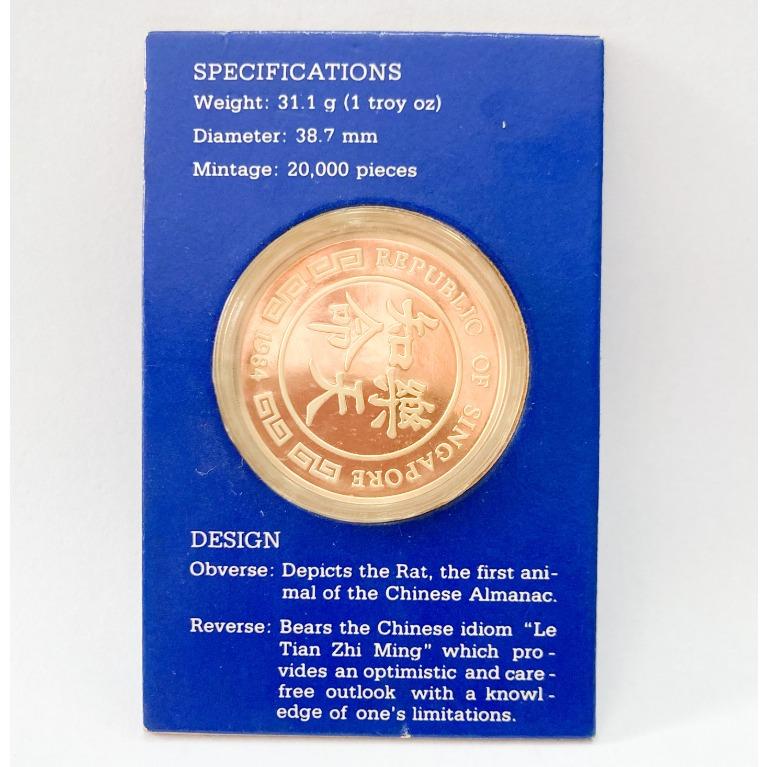 SPECIFICATIONS
Weight: 31.1 g (1 troy oz)
Diameter: 38.7 mm
Mintage: 20,000 pieces
REPUBLIC OF SINGAPORE
樂天
知命
1984
DESIGN
Obverse: Depicts the Rat, the first ani-
mal of the Chinese Almanac.
Reverse: Bears the Chinese idiom “Le
Tian Zhi Ming” which pro-
vides an optimistic and care-
free outlook with a knowl-
edge of one's limitations.